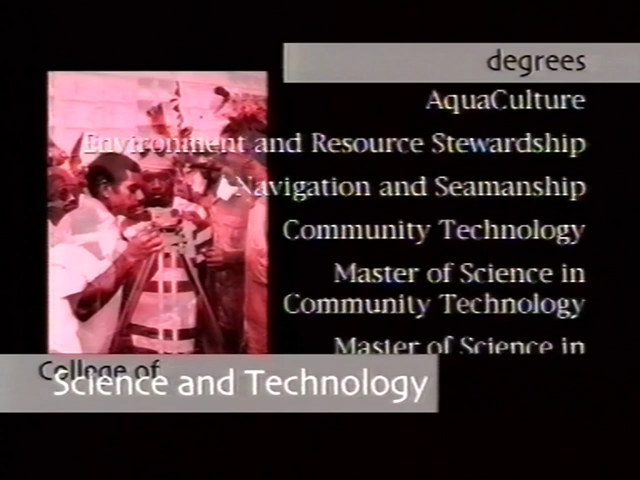 degrees
AquaCulture
Environment and Resource Stewardship
Navigation and Seamanship
Community Technology
Master of Science in
Community Technology
Master of Science in
College of
Science and Technology